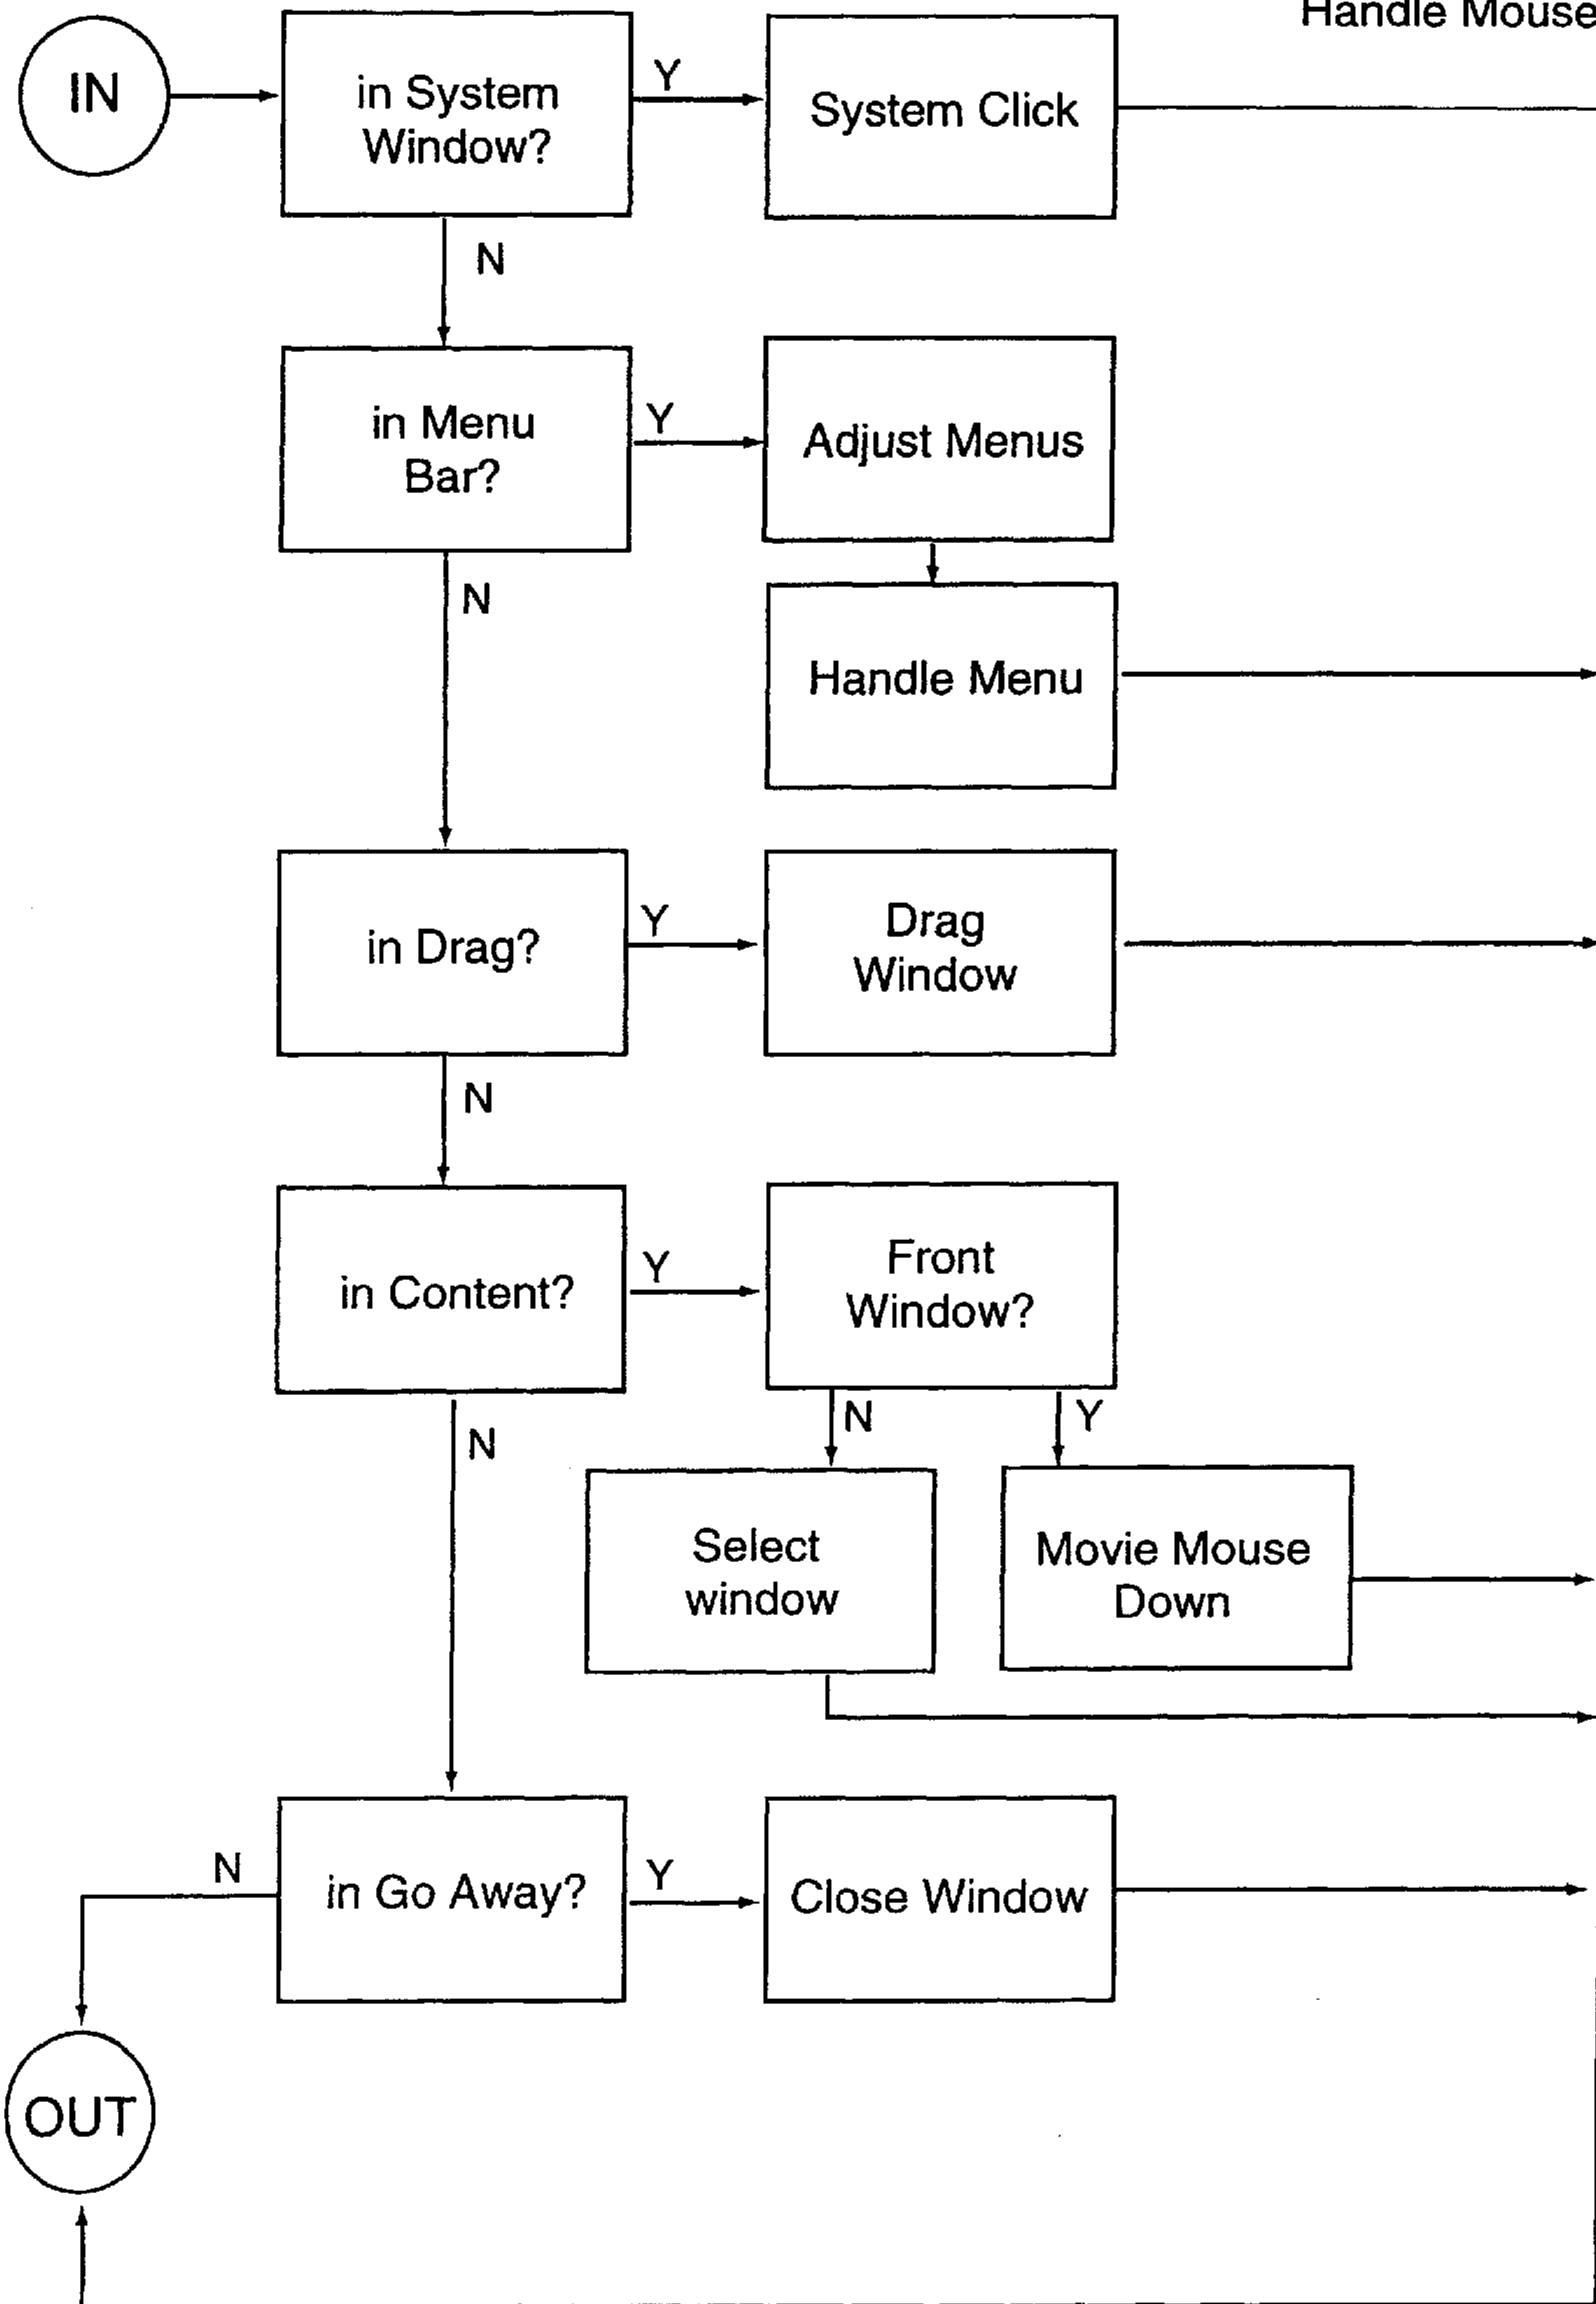 Handle Mouse
IN
in System
Window?
Y
System Click
N
in Menu
Bar?
Y
Adjust Menus
N
Handle Menu
in Drag?
Y
Drag
Window
N
in Content?
Y
Front
Window?
N
N
Y
Select
window
Movie Mouse
Down
N
in Go Away?
Y
Close Window
OUT